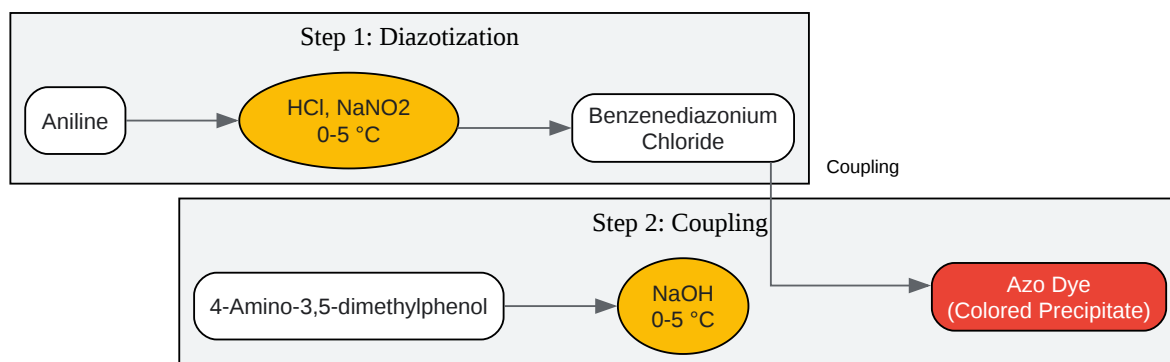 Step 1: Diazotization
Aniline
HCl, NaNO2
0-5 °C
Benzenediazonium
Chloride
Coupling
Step 2: Coupling
4-Amino-3,5-dimethylphenol
NaOH
0-5 °C
Azo Dye
(Colored Precipitate)